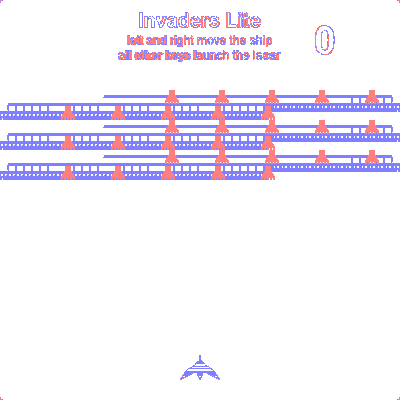 Invaders Lite
0
left and right move the ship
all other keys launch the laser